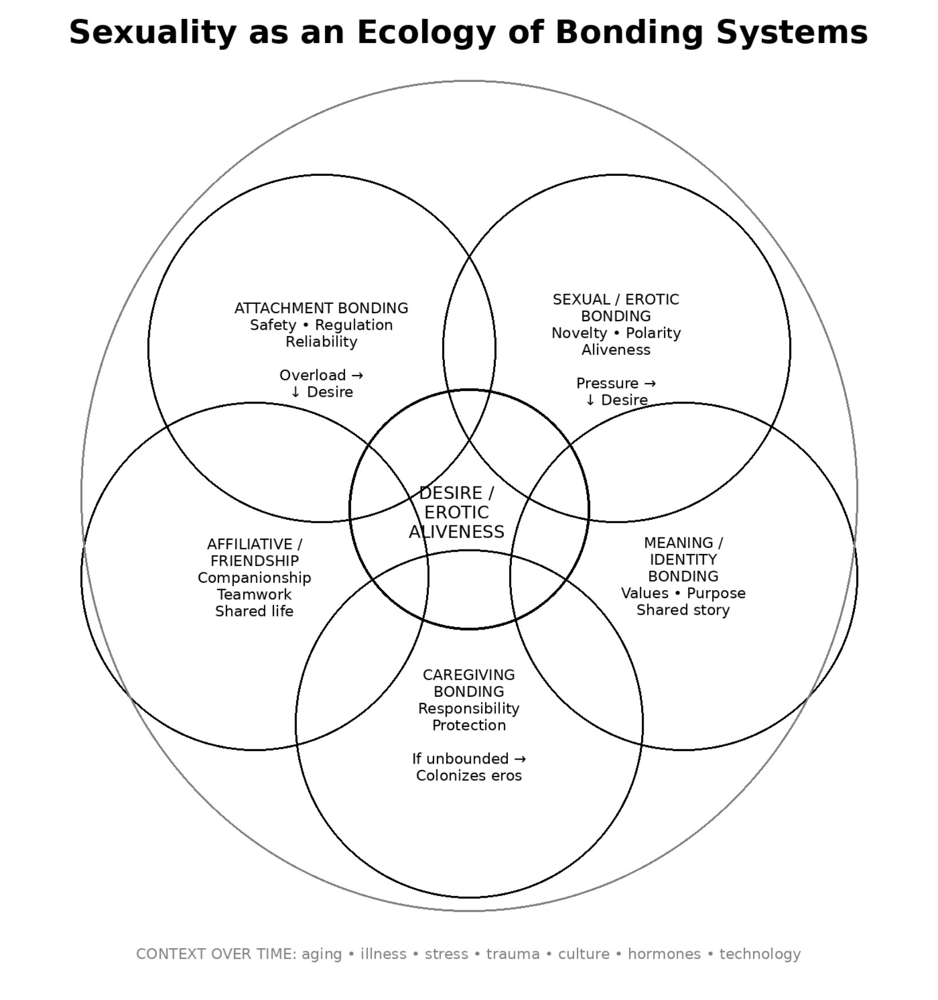 Sexuality as an Ecology of Bonding Systems
ATTACHMENT BONDING
Safety • Regulation
Reliability
Overload →
↓ Desire
SEXUAL / EROTIC
BONDING
Novelty • Polarity
Aliveness
Pressure →
↓ Desire
DESIRE /
EROTIC
ALIVENESS
AFFILIATIVE /
FRIENDSHIP
Companionship
Teamwork
Shared life
MEANING /
IDENTITY
BONDING
Values • Purpose
Shared story
CAREGIVING
BONDING
Responsibility
Protection
If unbounded →
Colonizes eros
CONTEXT OVER TIME: aging • illness • stress • trauma • culture • hormones • technology